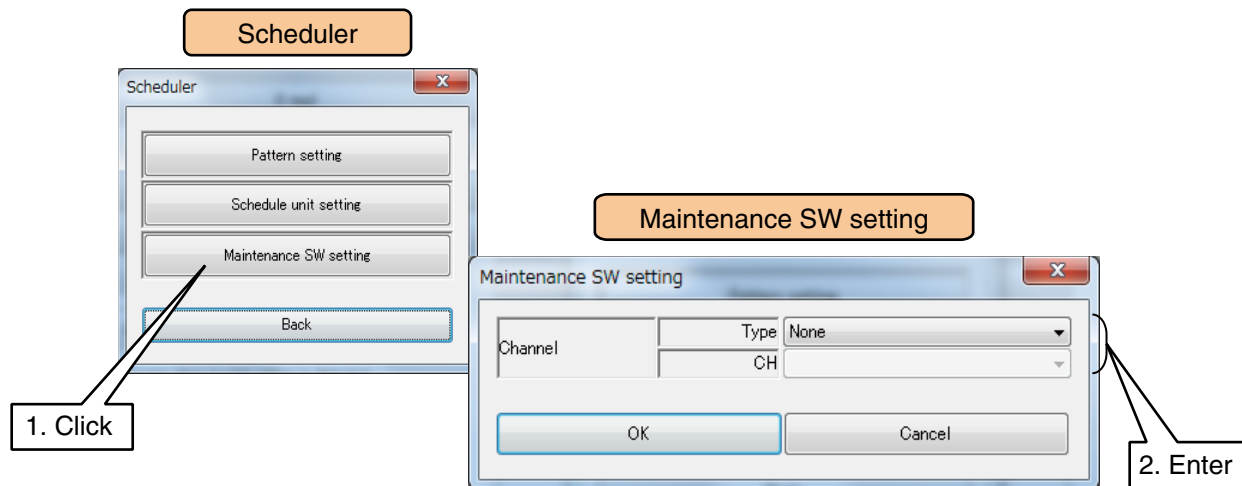 Scheduler
Scheduler
Pattern setting
Schedule unit setting
Maintenance SW setting
Back
1. Click
Maintenance SW setting
Maintenance SW setting
Channel
Type
None
CH
OK
Cancel
2. Enter